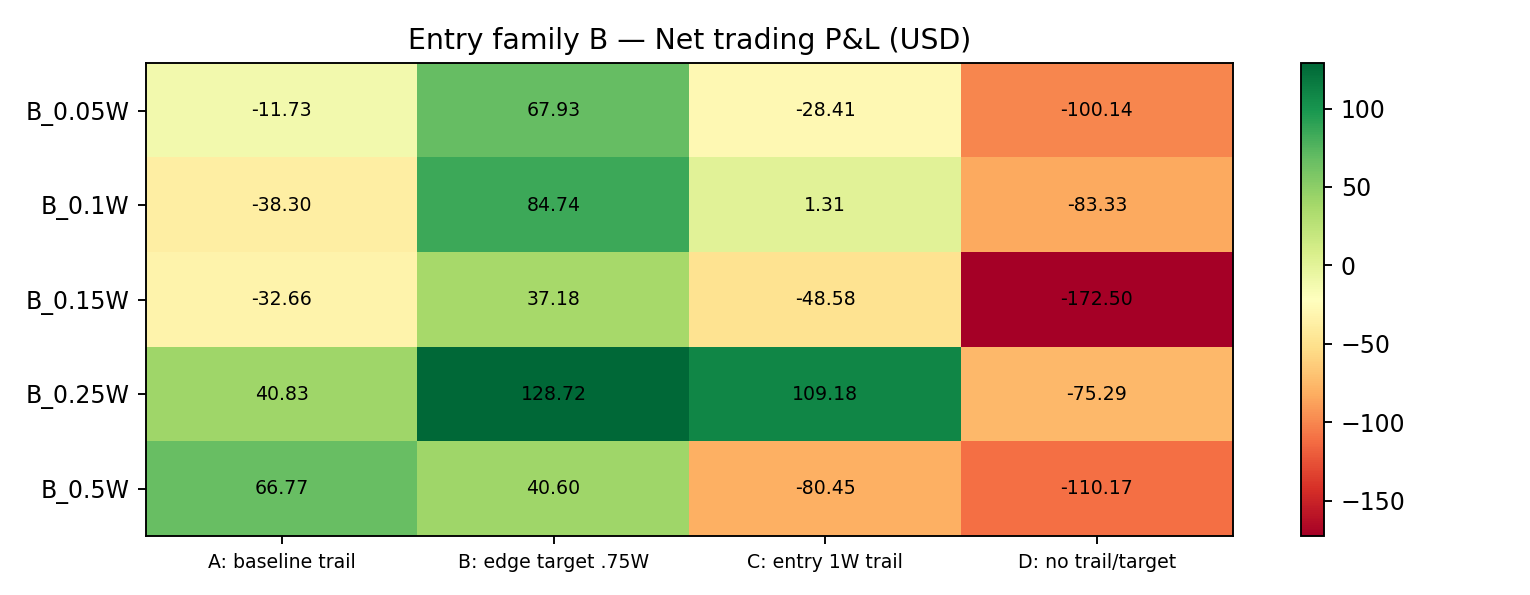 Entry family B — Net trading P&L (USD)
B_0.05W -11.73 67.93 -28.41 -100.14
B_0.1W -38.30 84.74 1.31 -83.33
B_0.15W -32.66 37.18 -48.58 -172.50
B_0.25W 40.83 128.72 109.18 -75.29
B_0.5W 66.77 40.60 -80.45 -110.17
A: baseline trail B: edge target .75W C: entry 1W trail D: no trail/target
100
50
0
−50
−100
−150